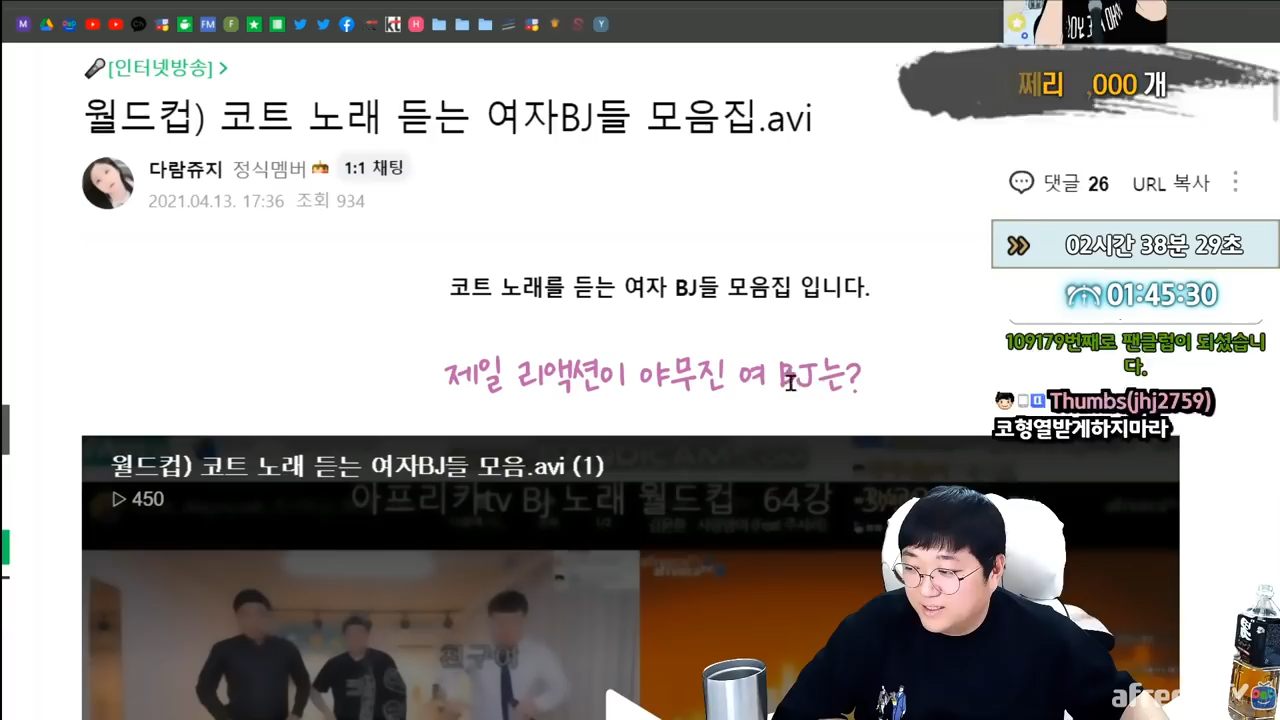 [인터넷방송] >
월드컵) 코트 노래 듣는 여자BJ들 모음집.avi
다람쥬지 정식멤버 1:1 채팅
2021.04.13. 17:36 조회 934
댓글 26 URL 복사
쩨리 ,000 개
02시간 38분 29초
01:45:30
코트 노래를 듣는 여자 BJ들 모음집 입니다.
109179번째로 팬클럽이 되셨습니
다.
제일 리액션이 야무진 여 BJ는?
Thumbs(jhj2759)
코형열받게하지마라
월드컵) 코트 노래 듣는 여자BJ들 모음.avi (1)
▷ 450
아프리카tv BJ 노래 월드컵 64강